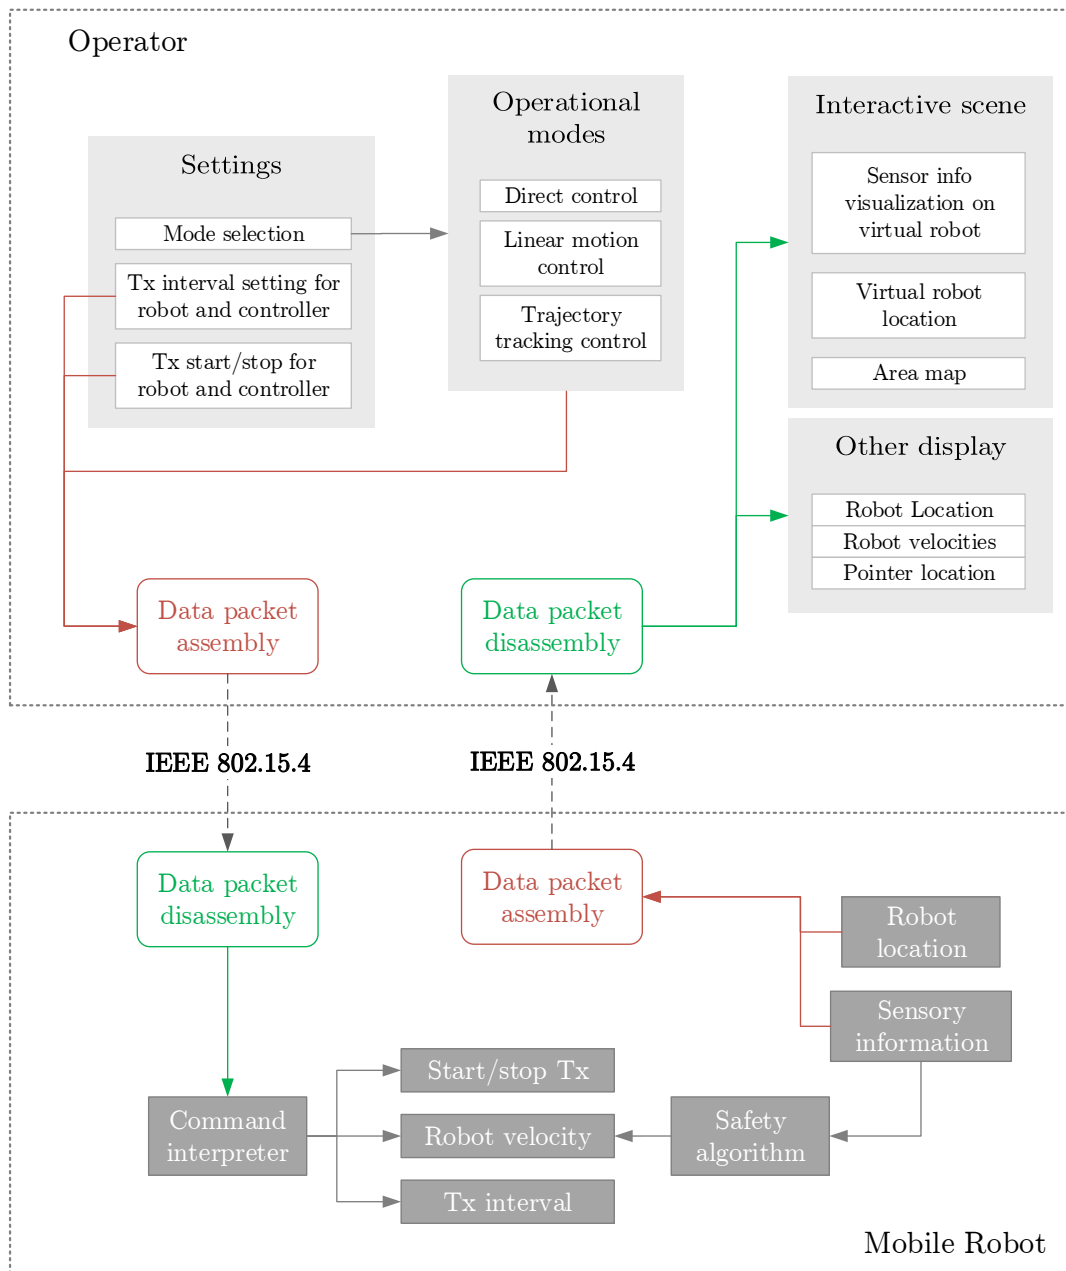 Operator
Settings
Mode selection
Tx interval setting for
robot and controller
Tx start/stop for
robot and controller
Operational
modes
Direct control
Linear motion
control
Trajectory
tracking control
Interactive scene
Sensor info
visualization on
virtual robot
Virtual robot
location
Area map
Other display
Robot Location
Robot velocities
Pointer location
Data packet
assembly
Data packet
disassembly
IEEE 802.15.4
IEEE 802.15.4
Data packet
disassembly
Data packet
assembly
Robot
location
Sensory
information
Command
interpreter
Start/stop Tx
Robot velocity
Tx interval
Safety
algorithm
Mobile Robot